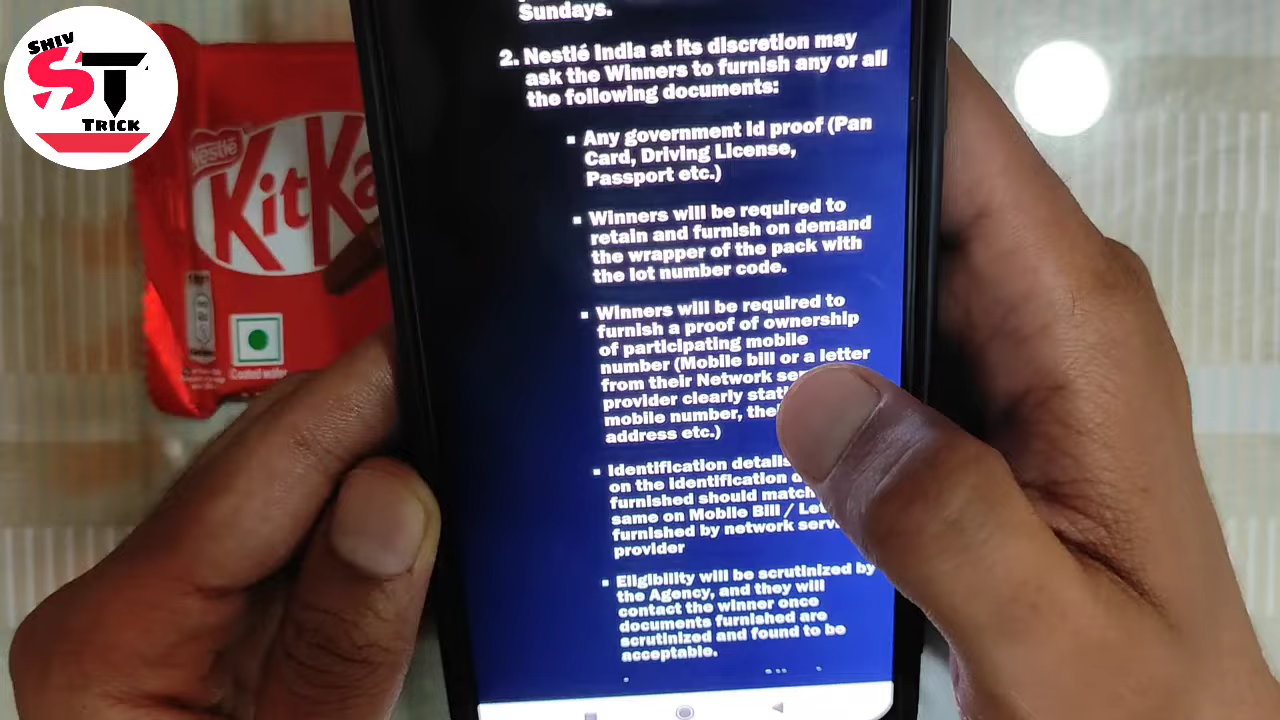 SHIV
ST
TRICK
Nestlé
KitKa
Coated wafer
Sundays.
2. Nestlé India at its discretion may
ask the Winners to furnish any or all
the following documents:
▪ Any government id proof (Pan
Card, Driving License,
Passport etc.)
▪ Winners will be required to
retain and furnish on demand
the wrapper of the pack with
the lot number code.
▪ Winners will be required to
furnish a proof of ownership
of participating mobile
number (Mobile bill or a letter
from their Network
provider clearly
mobile number,
address etc.)
▪ Identification details
on the identification
furnished should match
same on Mobile Bill /
furnished by network
provider
▪ Eligibility will be scrutinized by
the Agency, and they will
contact the winner once
documents furnished are
scrutinized and found to be
acceptable.